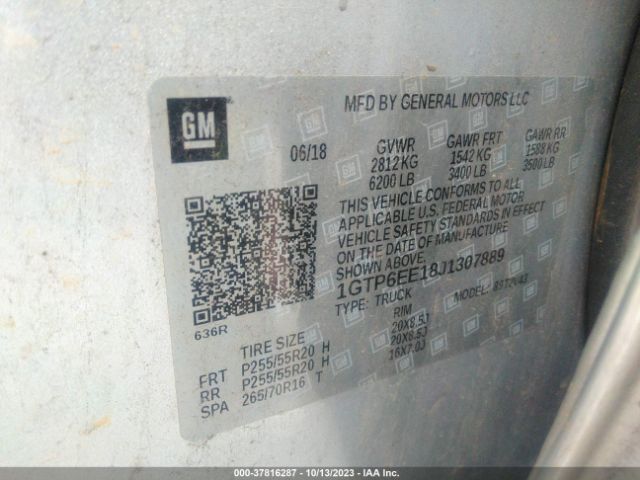 GM
MFD BY GENERAL MOTORS LLC
06/18 GVWR GAWR FRT GAWR RR
2812 KG 1542 KG 1588 KG
6200 LB 3400 LB 3500 LB
THIS VEHICLE CONFORMS TO ALL
APPLICABLE U.S. FEDERAL MOTOR
VEHICLE SAFETY STANDARDS IN EFFECT
ON THE DATE OF MANUFACTURE
SHOWN ABOVE.
1GTP6EE18J1307889
TYPE: TRUCK MODEL:
636R
TIRE SIZE RIM
FRT P255/55R20 H 20X8.5J
RR P255/55R20 H 20X8.5J
SPA 265/70R16 T 16X7.0J
000-37816287 - 10/13/2023 - IAA Inc.